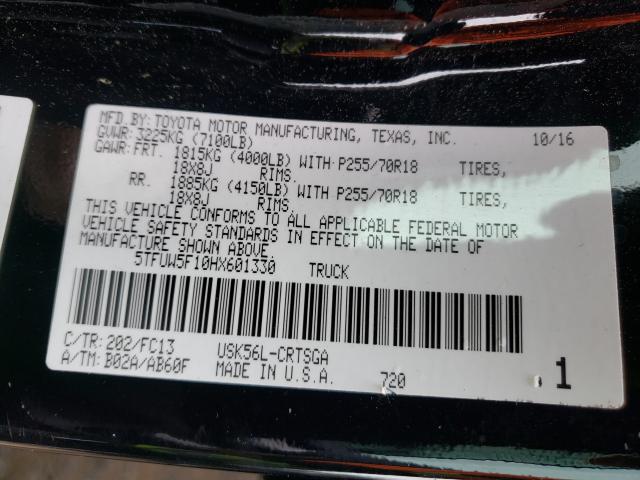 MFD.BY:TOYOTA MOTOR MANUFACTURING, TEXAS, INC. 10/16
GVWR: 3225KG (7100LB)
GAWR:FRT. 1815KG (4000LB) WITH P255/70R18 TIRES,
18X8J RIMS.
RR. 1885KG (4150LB) WITH P255/70R18 TIRES,
18X8J RIMS.
THIS VEHICLE CONFORMS TO ALL APPLICABLE FEDERAL MOTOR
VEHICLE SAFETY STANDARDS IN EFFECT ON THE DATE OF
MANUFACTURE SHOWN ABOVE.
5TFUW5F10HX601330 TRUCK
C/TR: 202/FC13 USK56L-CRTSGA
A/TM: B02A/AB60F MADE IN U.S.A. 720 1